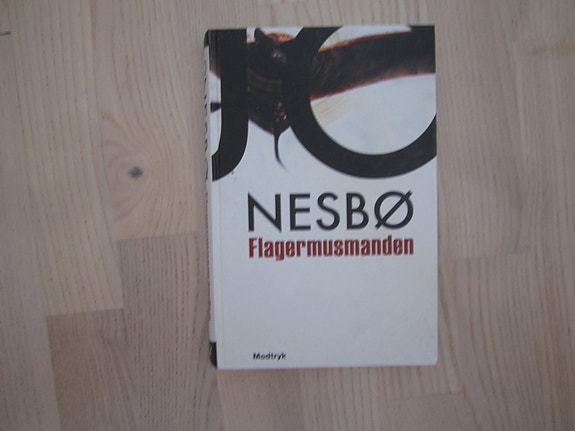 JO
NESBØ
Flagermusmanden
Modtryk